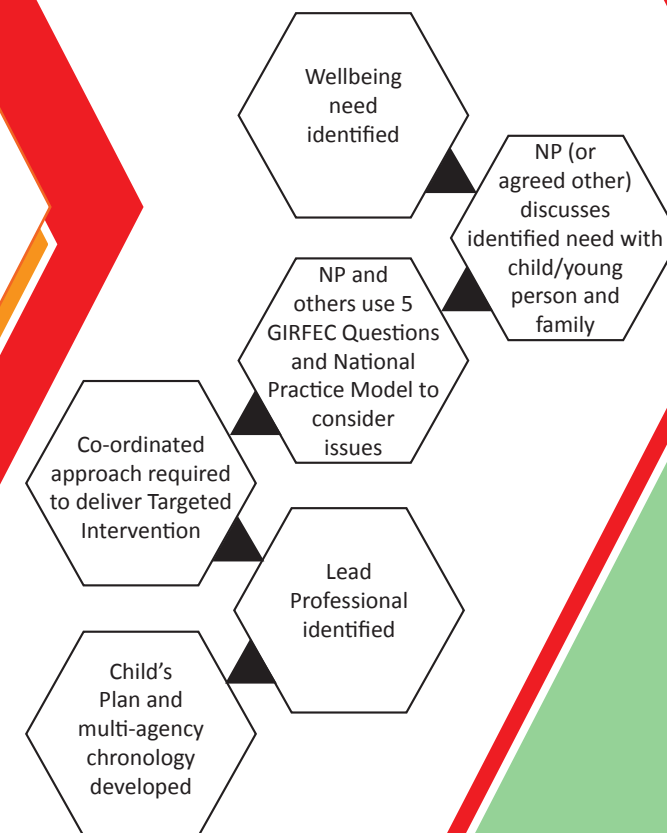 Wellbeing
need
identified
NP (or
agreed other)
discusses
identified need with
child/young
person and
family
NP and
others use 5
GIRFEC Questions
and National
Practice Model to
consider
issues
Co-ordinated
approach required
to deliver Targeted
Intervention
Lead
Professional
identified
Child’s
Plan and
multi-agency
chronology
developed